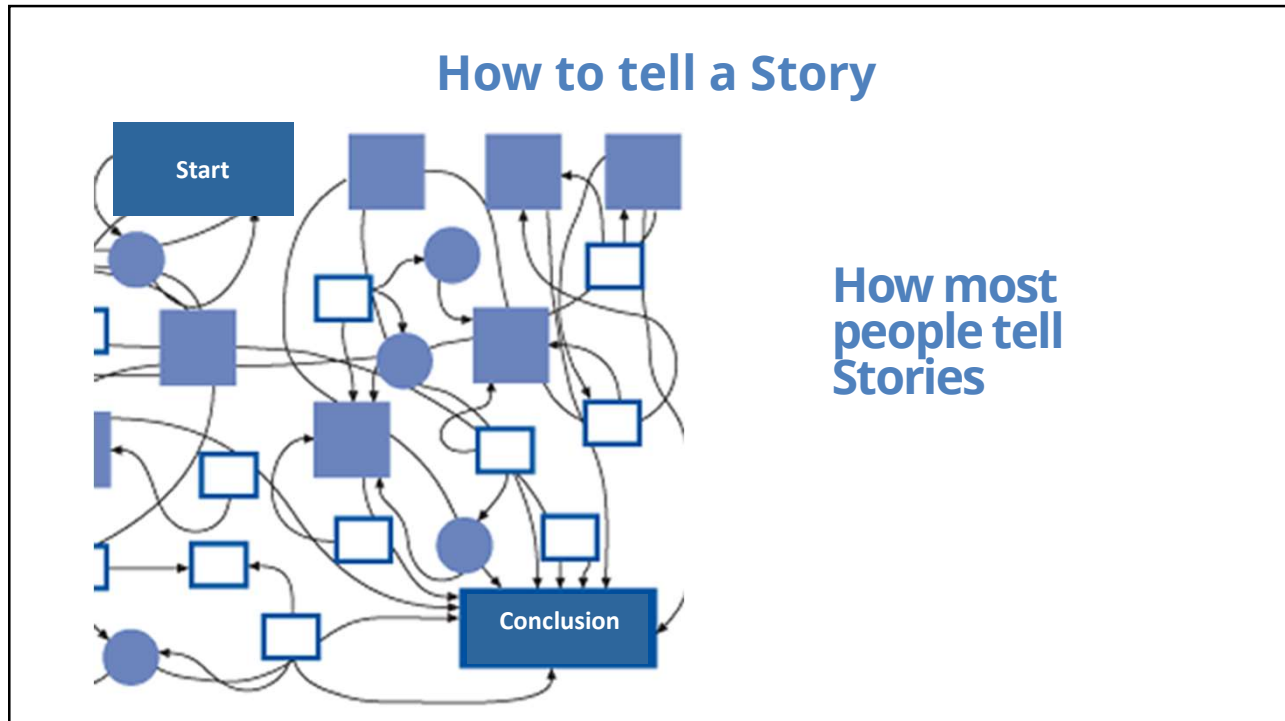 How to tell a Story
Start
How most
people tell
Stories
Conclusion